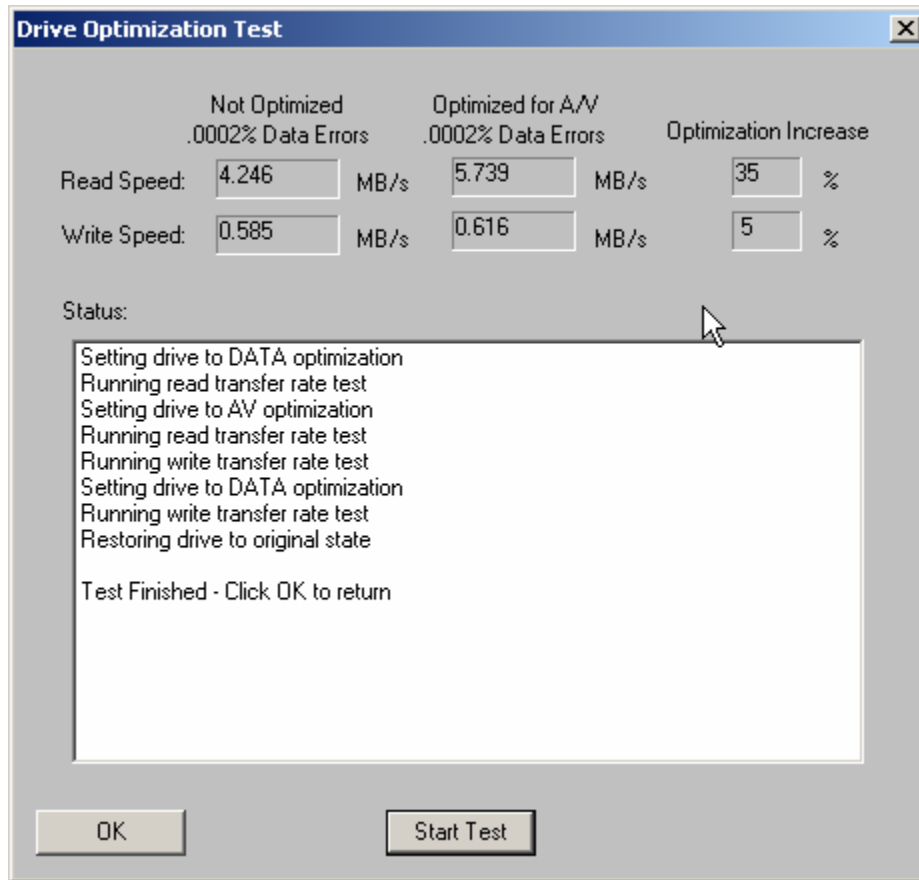 Drive Optimization Test
Not Optimized Optimized for A/V
.0002% Data Errors .0002% Data Errors Optimization Increase
Read Speed: 4.246 MB/s 5.739 MB/s 35 %
Write Speed: 0.585 MB/s 0.616 MB/s 5 %
Status:
Setting drive to DATA optimization
Running read transfer rate test
Setting drive to AV optimization
Running read transfer rate test
Running write transfer rate test
Setting drive to DATA optimization
Running write transfer rate test
Restoring drive to original state
Test Finished - Click OK to return
OK Start Test